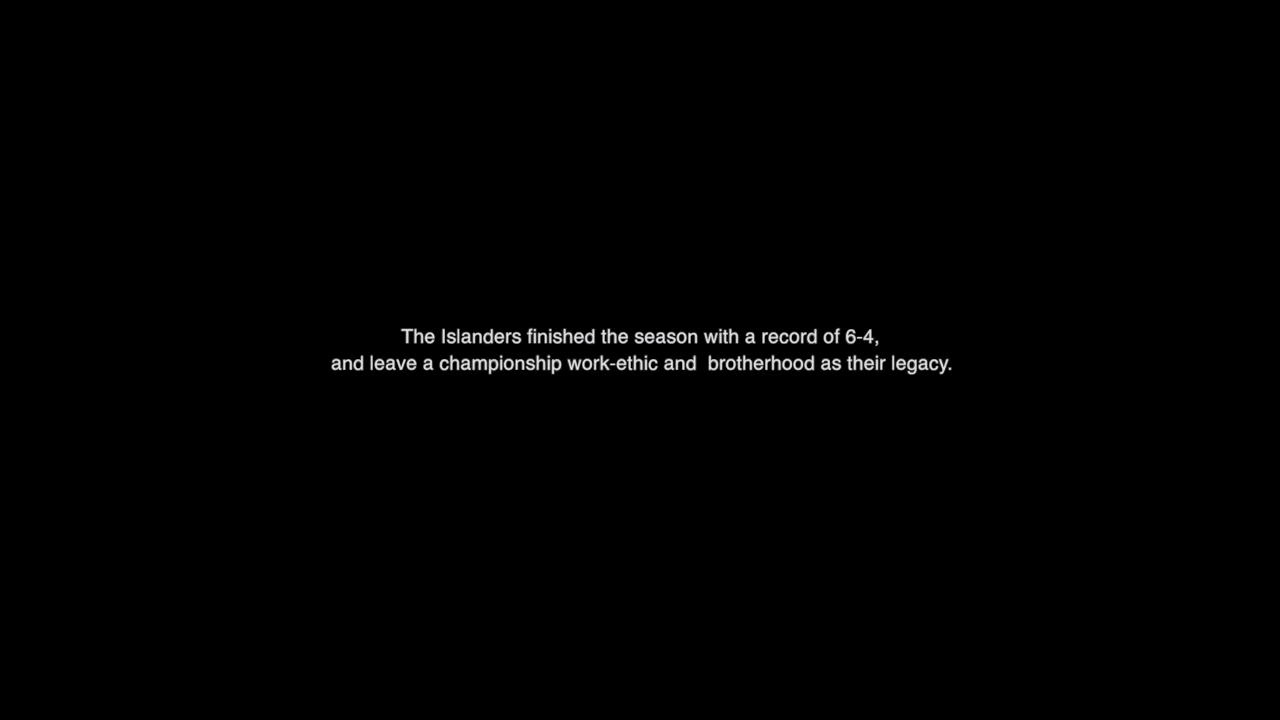 The Islanders finished the season with a record of 6-4,
and leave a championship work-ethic and  brotherhood as their legacy.